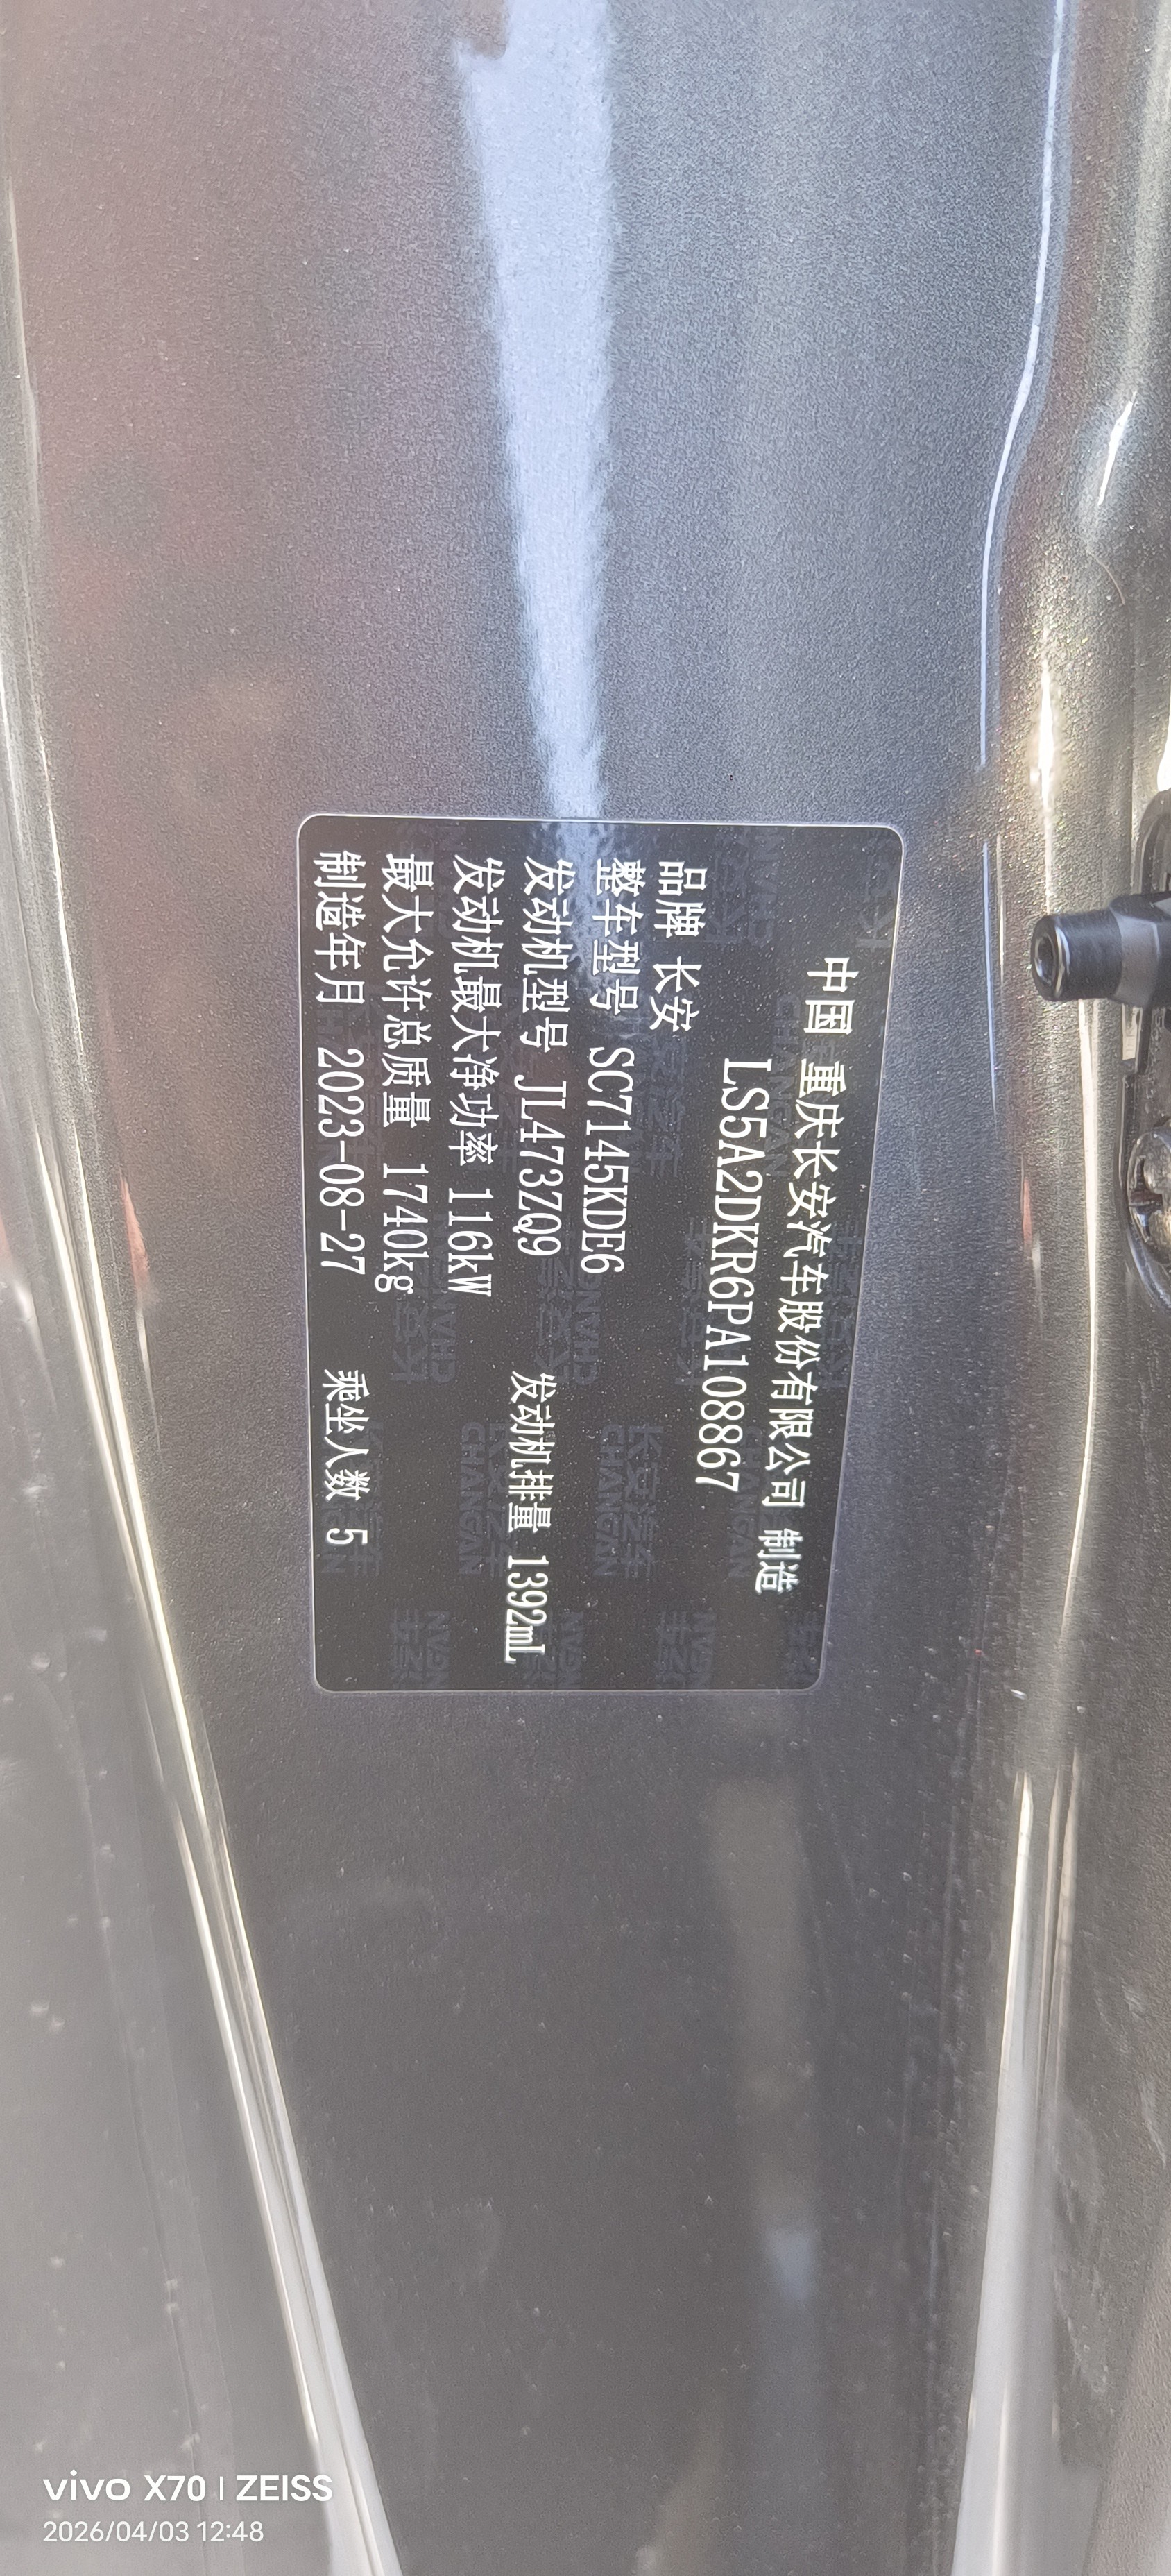 中国 重庆长安汽车股份有限公司 制造
LS5A2DKR6PA108867
品牌 长安
整车型号 SC7145KDE6
发动机型号 JL473ZQ9 发动机排量 1392mL
发动机最大净功率 116kW
最大允许总质量 1740kg
制造年月 2023-08-27 乘坐人数 5
vivo X70 | ZEISS
2026/04/03 12:48